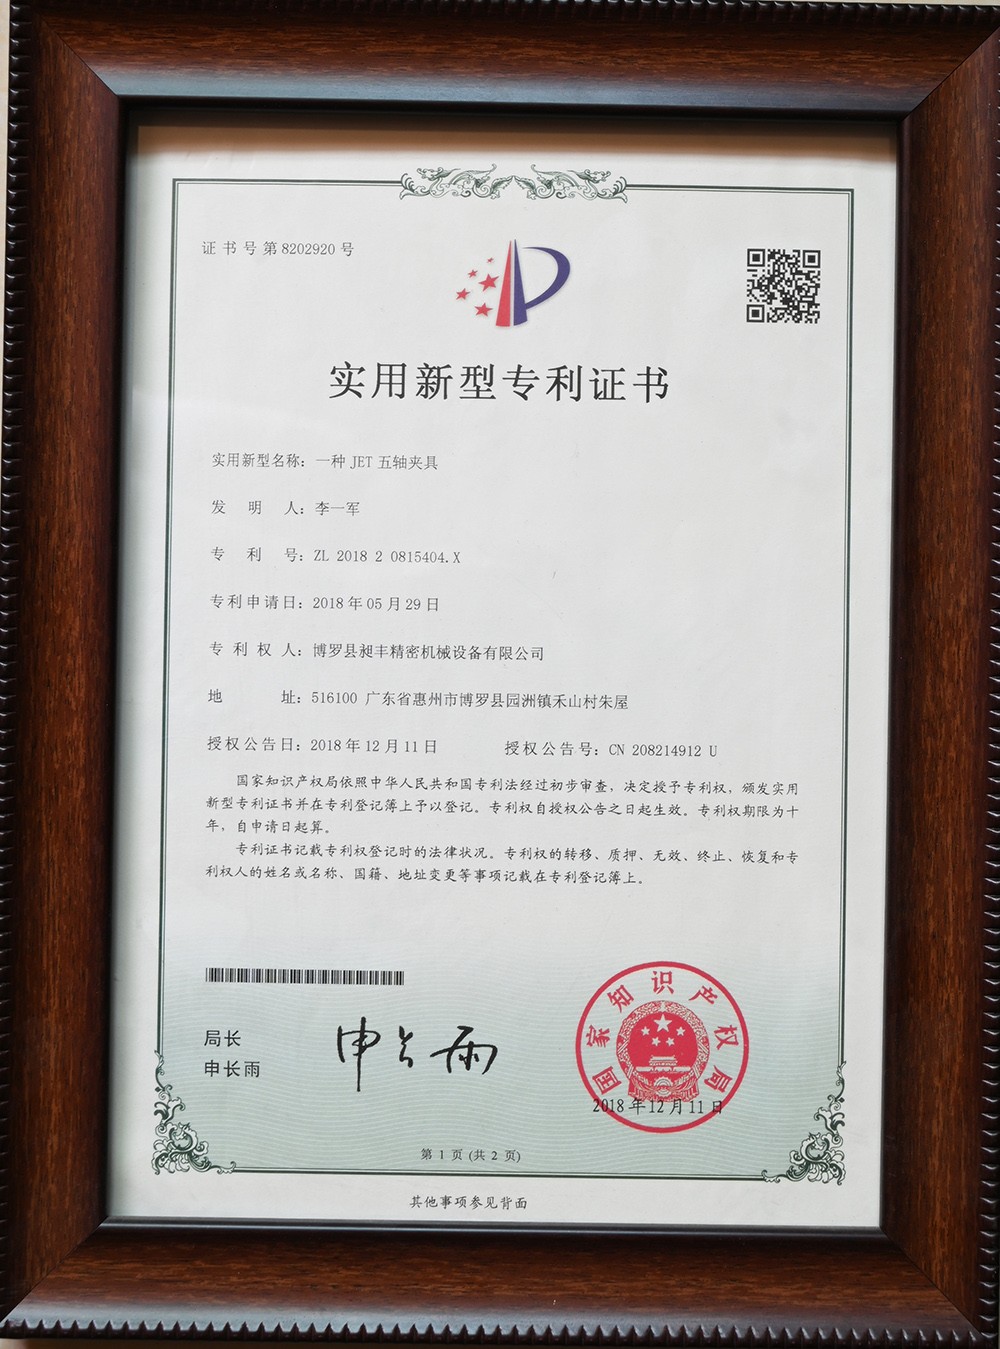 证书号第8202920号
实用新型专利证书
实用新型名称：一种 JET 五轴夹具
发明人：李一军
专利号：ZL 2018 2 0815404.X
专利申请日：2018年05月29日
专利权人：博罗县昶丰精密机械设备有限公司
地址：516100 广东省惠州市博罗县园洲镇禾山村朱屋
授权公告日：2018年12月11日 授权公告号：CN 208214912 U
国家知识产权局依照中华人民共和国专利法经过初步审查，决定授予专利权，颁发实用
新型专利证书并在专利登记簿上予以登记。专利权自授权公告之日起生效。专利权期限为十
年，自申请日起算。
专利证书记载专利权登记时的法律状况。专利权的转移、质押、无效、终止、恢复和专
利权人的姓名或名称、国籍、地址变更等事项记载在专利登记簿上。
局长
申长雨
申长雨
国家知识产权局
2018年12月11日
第 1 页 (共 2 页)
其他事项参见背面